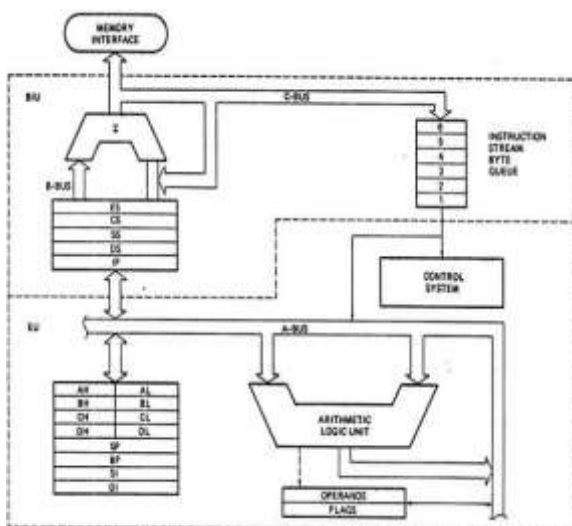 MEMORY
INTERFACE
BIU
C-BUS
Σ
B-BUS
6
5
4
3
2
1
INSTRUCTION
STREAM
BYTE
QUEUE
ES
CS
SS
DS
IP
CONTROL
SYSTEM
EU
A-BUS
AH AL
BH BL
CH CL
DH DL
SP
BP
SI
DI
ARITHMETIC
LOGIC UNIT
OPERANDS
FLAGS